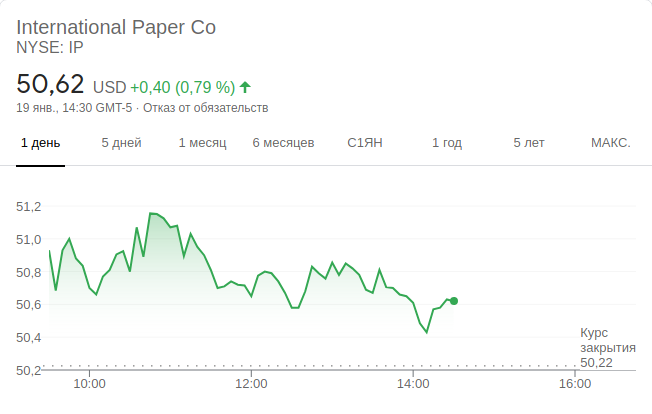 International Paper Co
NYSE: IP
50,62 USD +0,40 (0,79 %)
19 янв., 14:30 GMT-5 · Отказ от обязательств
1 день 5 дней 1 месяц 6 месяцев С1ЯН 1 год 5 лет МАКС.
51,2
51,0
50,8
50,6
50,4
50,2
Курс
закрытия
50,22
10:00 12:00 14:00 16:00